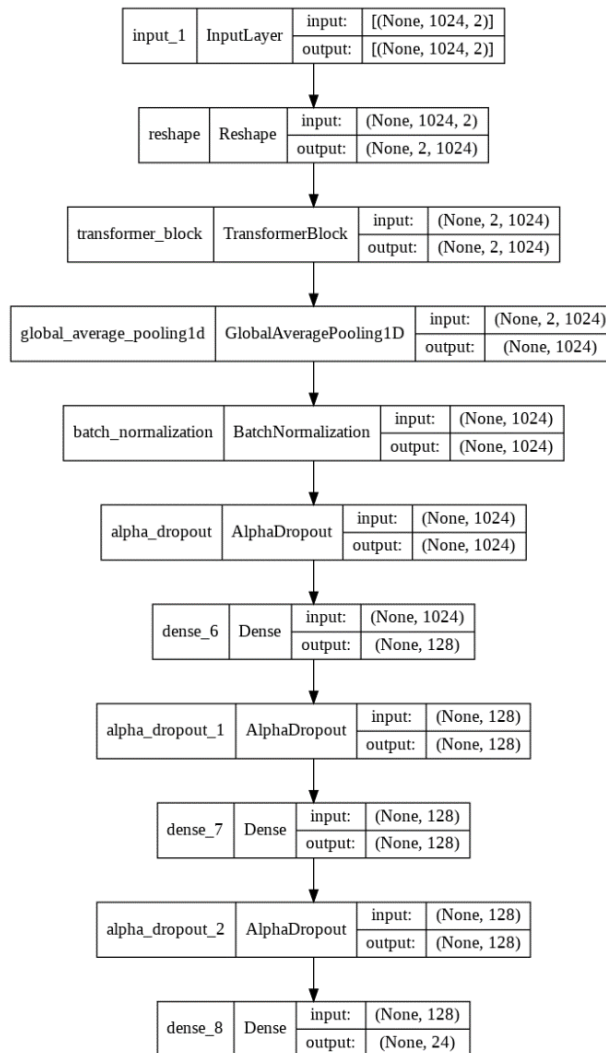 input_1 InputLayer input: [(None, 1024, 2)]
output: [(None, 1024, 2)]
reshape Reshape input: (None, 1024, 2)
output: (None, 2, 1024)
transformer_block TransformerBlock input: (None, 2, 1024)
output: (None, 2, 1024)
global_average_pooling1d GlobalAveragePooling1D input: (None, 2, 1024)
output: (None, 1024)
batch_normalization BatchNormalization input: (None, 1024)
output: (None, 1024)
alpha_dropout AlphaDropout input: (None, 1024)
output: (None, 1024)
dense_6 Dense input: (None, 1024)
output: (None, 128)
alpha_dropout_1 AlphaDropout input: (None, 128)
output: (None, 128)
dense_7 Dense input: (None, 128)
output: (None, 128)
alpha_dropout_2 AlphaDropout input: (None, 128)
output: (None, 128)
dense_8 Dense input: (None, 128)
output: (None, 24)